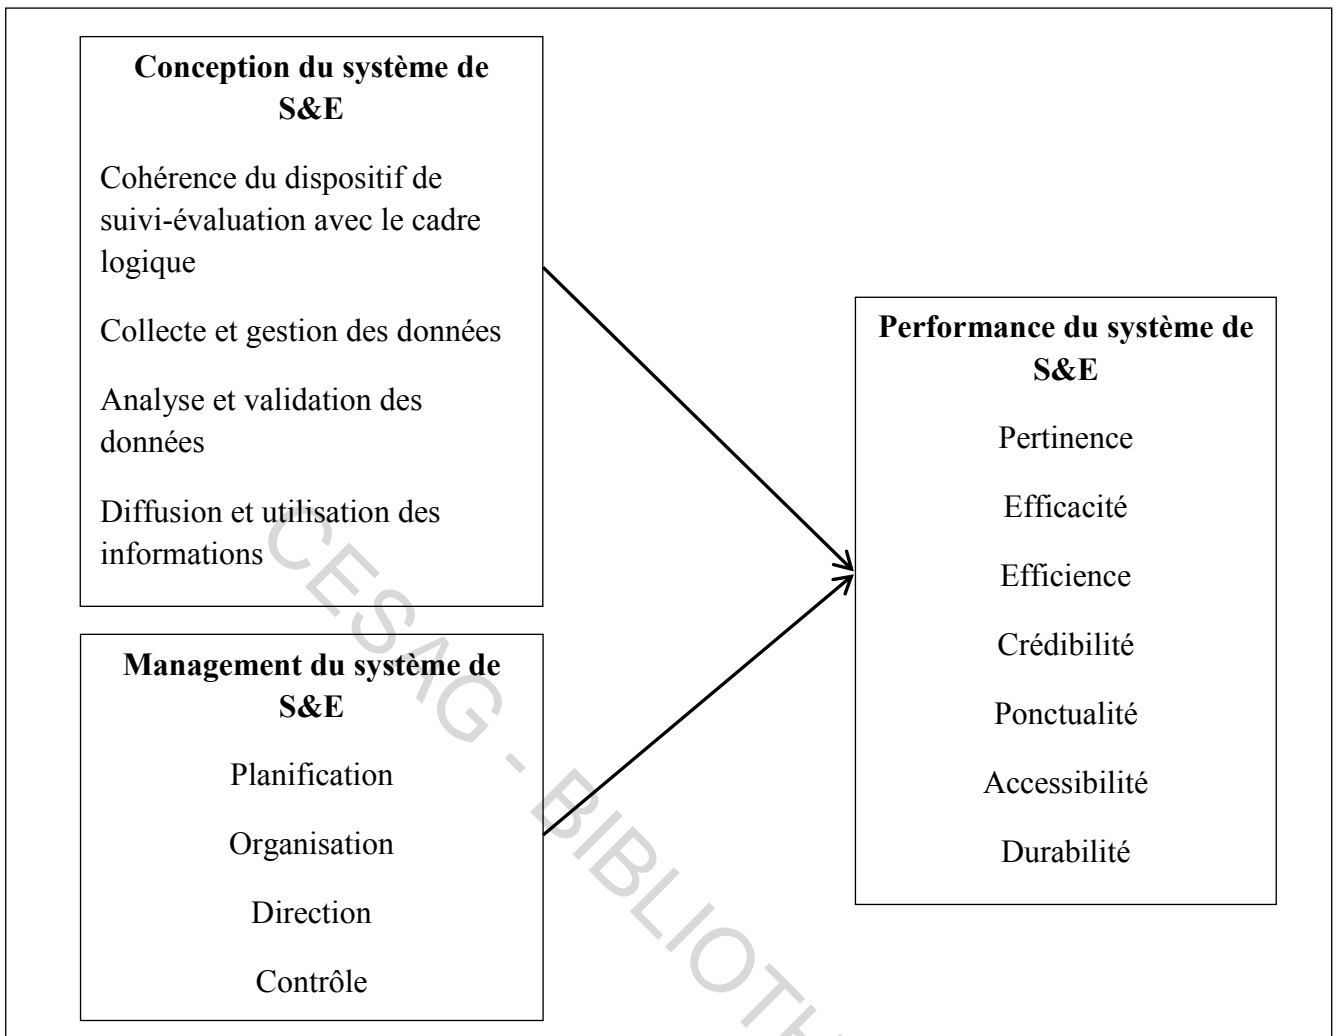 Conception du système de
S&E
Cohérence du dispositif de
suivi-évaluation avec le cadre
logique
Collecte et gestion des données
Analyse et validation des
données
Diffusion et utilisation des
informations
Management du système de
S&E
Planification
Organisation
Direction
Contrôle
Performance du système de
S&E
Pertinence
Efficacité
Efficience
Crédibilité
Ponctualité
Accessibilité
Durabilité
CESAG - BIBLIOTH